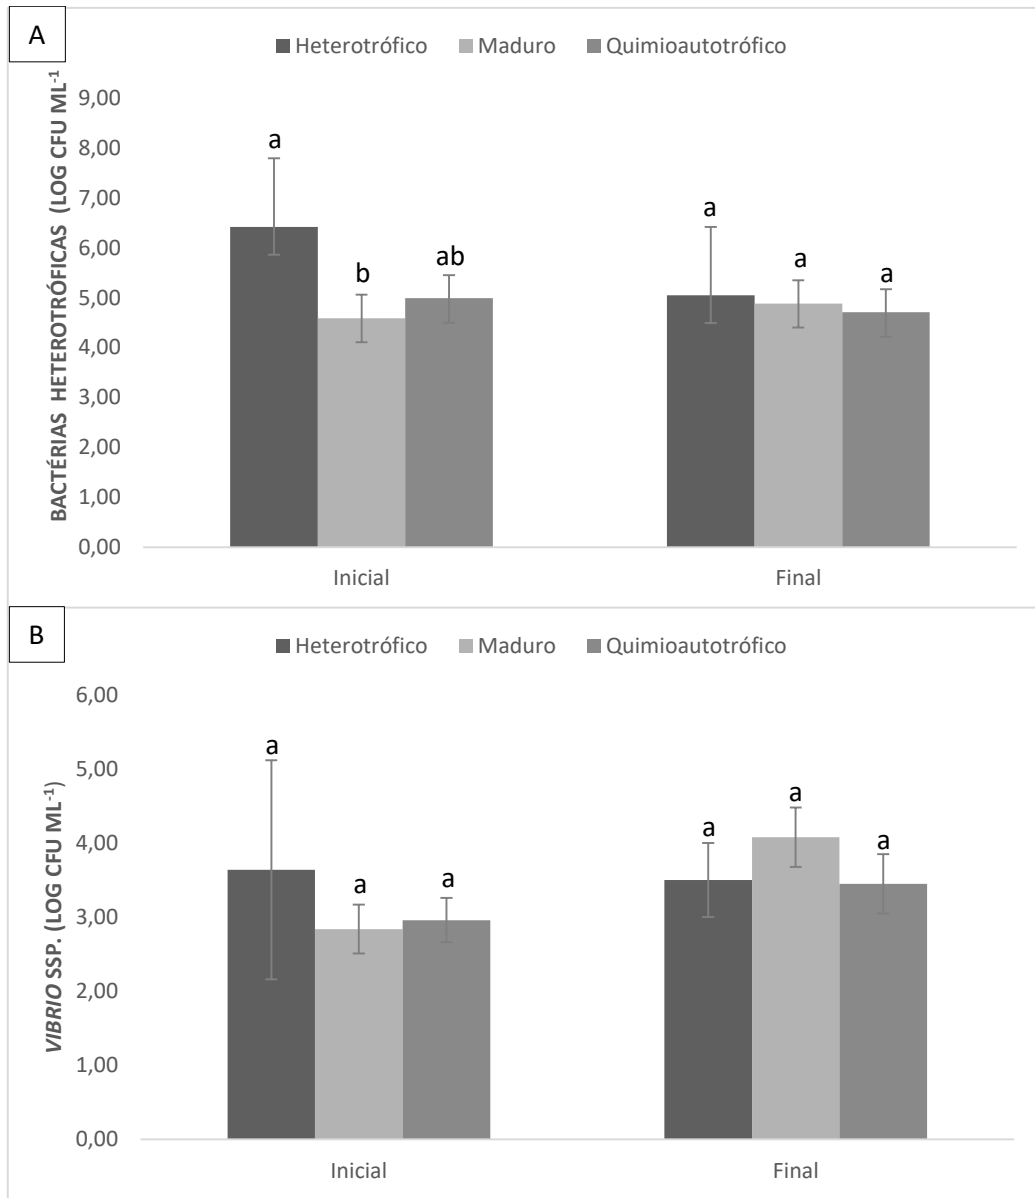 A
Heterotrófico Maduro Quimioautotrófico
BACTÉRIAS HETEROTRÓFICAS (LOG CFU ML⁻¹)
9,00
8,00
7,00
6,00
5,00
4,00
3,00
2,00
1,00
0,00
a
b
ab
a
a
a
Inicial Final
B
Heterotrófico Maduro Quimioautotrófico
VIBRIO SSP. (LOG CFU ML⁻¹)
6,00
5,00
4,00
3,00
2,00
1,00
0,00
a
a
a
a
a
a
Inicial Final